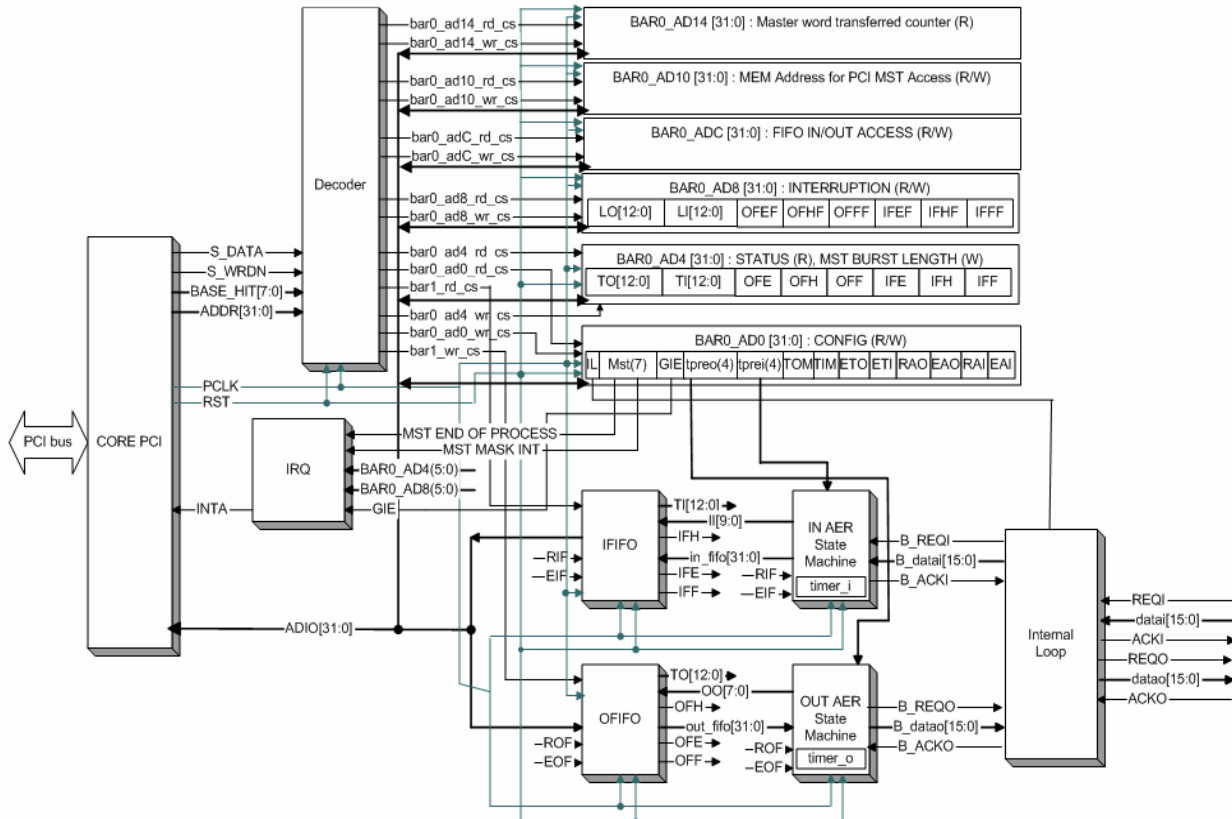 bar0_ad14_rd_cs
bar0_ad14_wr_cs
BAR0_AD14 [31:0] : Master word transferred counter (R)
bar0_ad10_rd_cs
bar0_ad10_wr_cs
BAR0_AD10 [31:0] : MEM Address for PCI MST Access (R/W)
bar0_adC_rd_cs
bar0_adC_wr_cs
BAR0_ADC [31:0] : FIFO IN/OUT ACCESS (R/W)
Decoder
bar0_ad8_rd_cs
bar0_ad8_wr_cs
BAR0_AD8 [31:0] : INTERRUPTION (R/W)
LO[12:0] LI[12:0] OFEF OFHF OFFF IFEF IFHF IFFF
bar0_ad4_rd_cs
bar0_ad0_rd_cs
bar1_rd_cs
bar0_ad4_wr_cs
bar0_ad0_wr_cs
bar1_wr_cs
BAR0_AD4 [31:0] : STATUS (R), MST BURST LENGTH (W)
TO[12:0] TI[12:0] OFE OFH OFF IFE IFH IFF
BAR0_AD0 [31:0] : CONFIG (R/W)
IL Mst(7) GIE tpreo(4) tprei(4) TOM TIM ETO ETI RAO EAO RAI EAI
S_DATA
S_WRDN
BASE_HIT[7:0]
ADDR[31:0]
PCLK
RST
PCI bus
CORE PCI
IRQ
MST END OF PROCESS
MST MASK INT
BAR0_AD4(5:0)
BAR0_AD8(5:0)
GIE
INTA
ADIO[31:0]
IFIFO
RIF
EIF
TI[12:0]
II[9:0]
IFH
in_fifo[31:0]
IFE
IFF
RIF
EIF
IN AER
State
Machine
timer_i
B_REQI
B_datai[15:0]
B_ACKI
OFIFO
ROF
EOF
TO[12:0]
OO[7:0]
OFH
out_fifo[31:0]
OFE
OFF
ROF
EOF
OUT AER
State
Machine
timer_o
B_REQO
B_datao[15:0]
B_ACKO
Internal
Loop
REQI
datai[15:0]
ACKI
REQO
datao[15:0]
ACKO